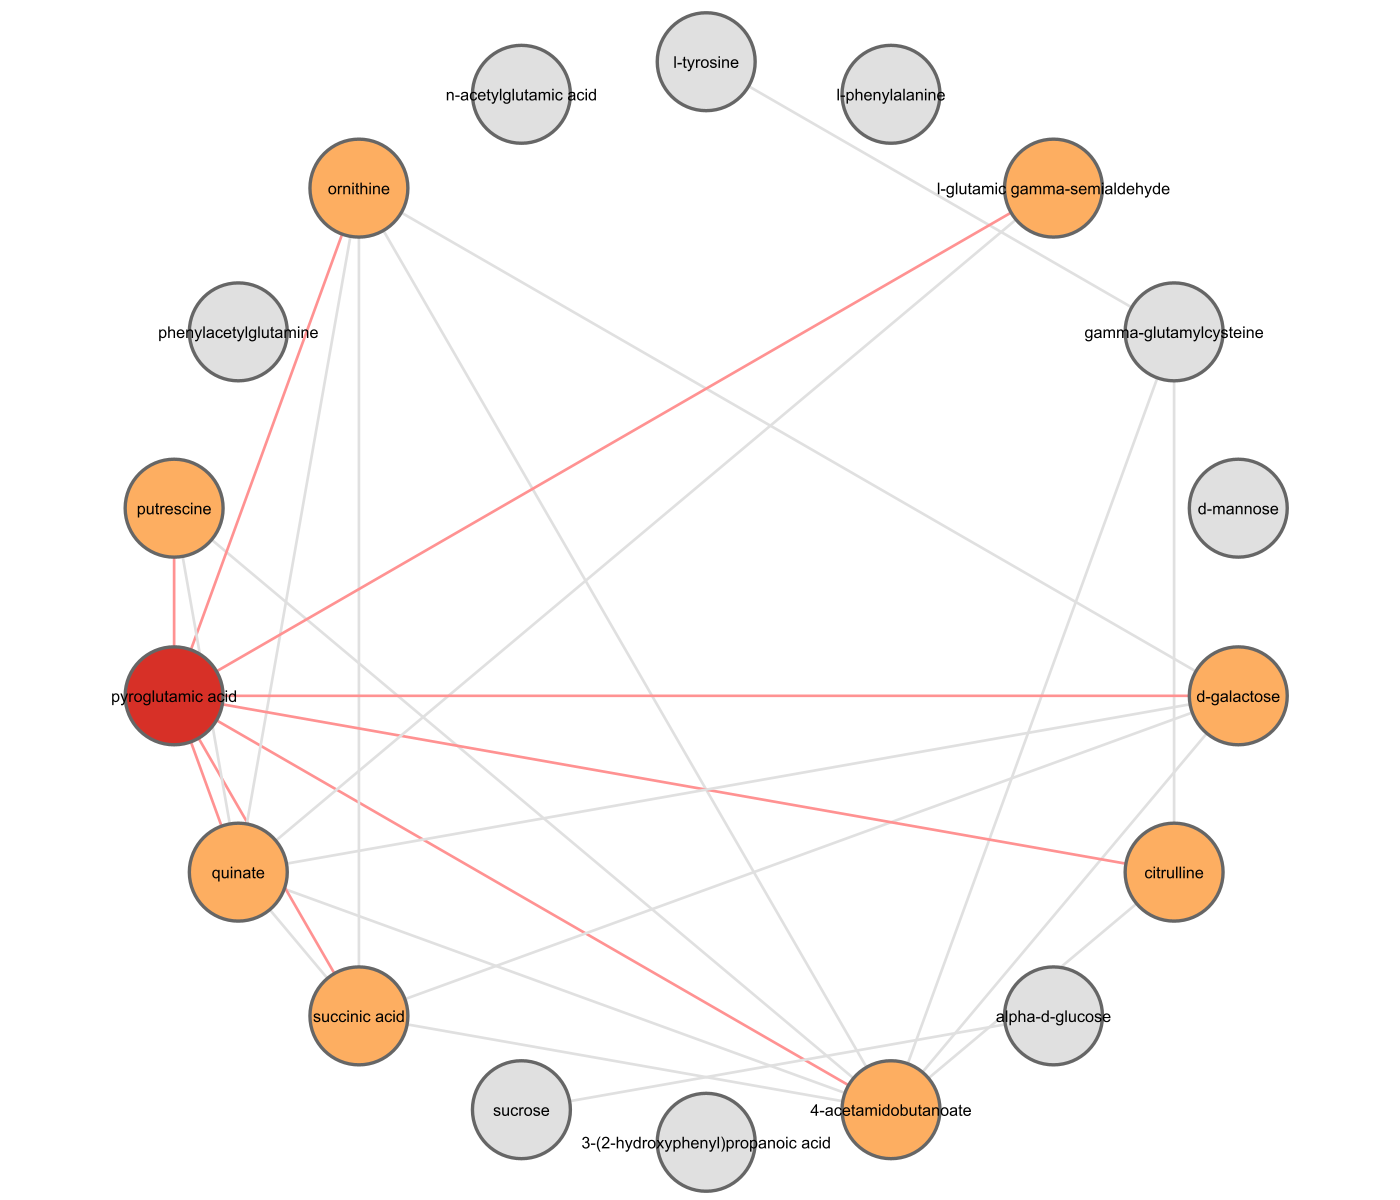 l-tyrosine
n-acetylglutamic acid
l-phenylalanine
ornithine
l-glutamic gamma-semialdehyde
phenylacetylglutamine
gamma-glutamylcysteine
putrescine
d-mannose
pyroglutamic acid
d-galactose
quinate
citrulline
succinic acid
alpha-d-glucose
sucrose
4-acetamidobutanoate
3-(2-hydroxyphenyl)propanoic acid